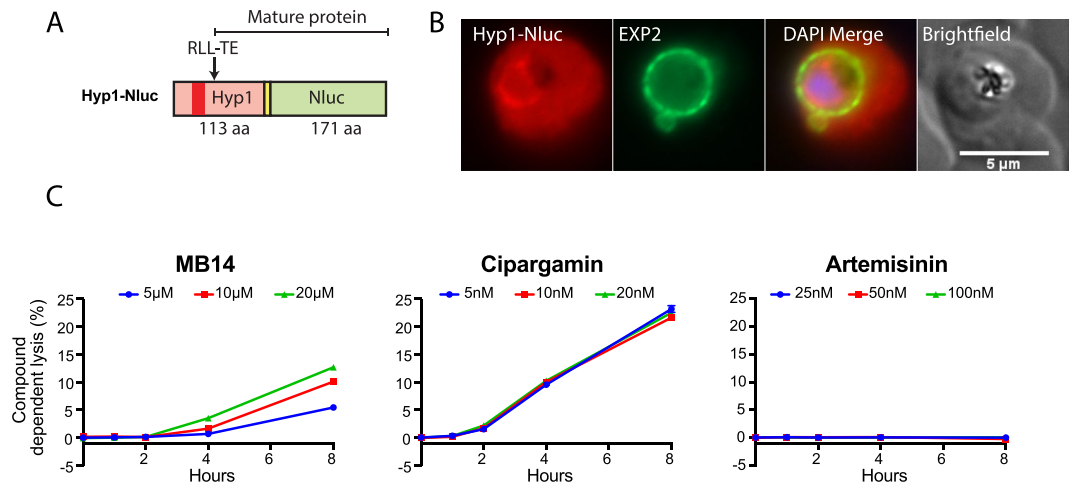 A
Mature protein
RLL-TE
Hyp1-Nluc
Hyp1
Nluc
113 aa
171 aa
B
Hyp1-Nluc
EXP2
DAPI Merge
Brightfield
5 µm
C
MB14
5µM
10µM
20µM
Compound
dependent lysis (%)
25
20
15
10
5
0
-5
2
4
6
8
Hours
Cipargamin
5nM
10nM
20nM
25
20
15
10
5
0
-5
2
4
6
8
Hours
Artemisinin
25nM
50nM
100nM
25
20
15
10
5
0
-5
2
4
6
8
Hours